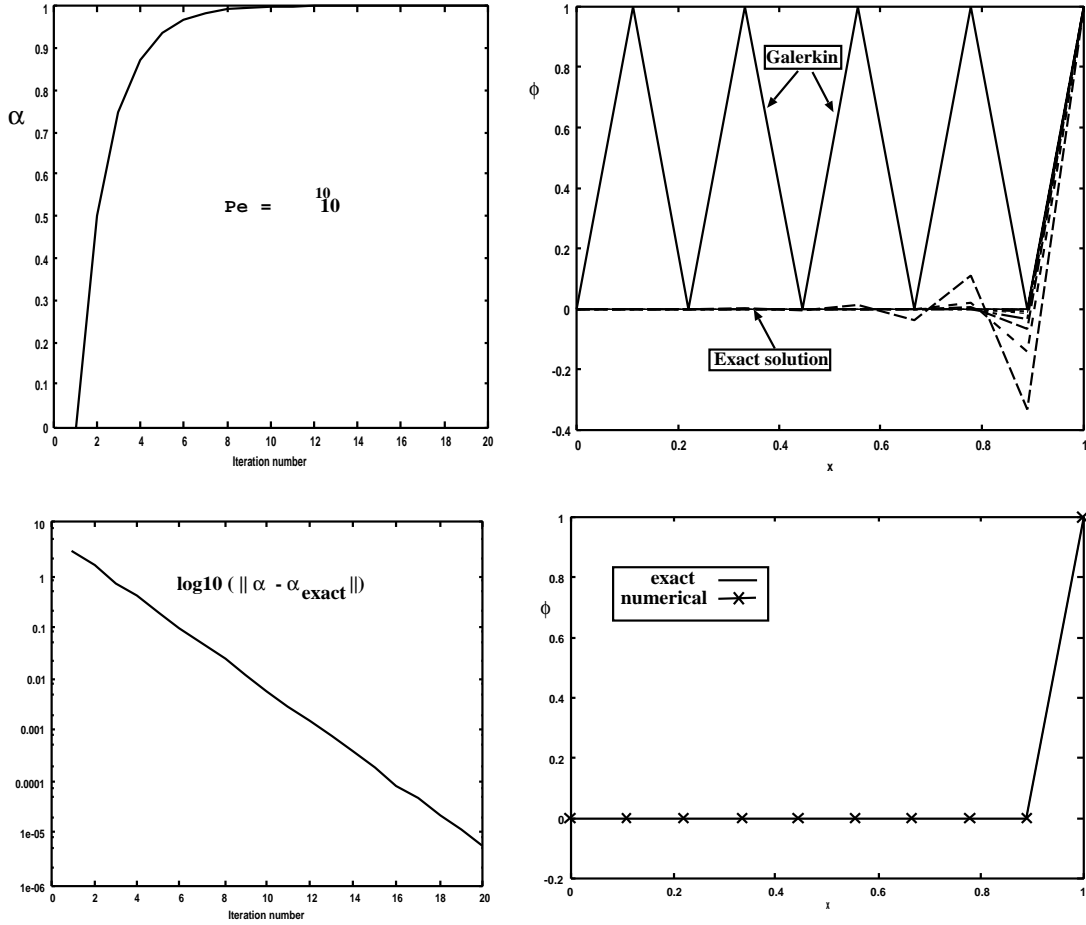 1
0.9
0.8
0.7
0.6
0.5
0.4
0.3
0.2
0.1
0
α
Pe = 10
10
0 2 4 6 8 10 12 14 16 18 20
Iteration number
1
0.8
0.6
0.4
0.2
0
-0.2
-0.4
ϕ
Galerkin
Exact solution
0 0.2 0.4 0.6 0.8 1
x
10
1
0.1
0.01
0.001
0.0001
1e-05
1e-06
log10 ( || α - α exact || )
0 2 4 6 8 10 12 14 16 18 20
Iteration number
1
0.8
0.6
0.4
0.2
0
-0.2
ϕ
exact
numerical
0 0.2 0.4 0.6 0.8 1
x